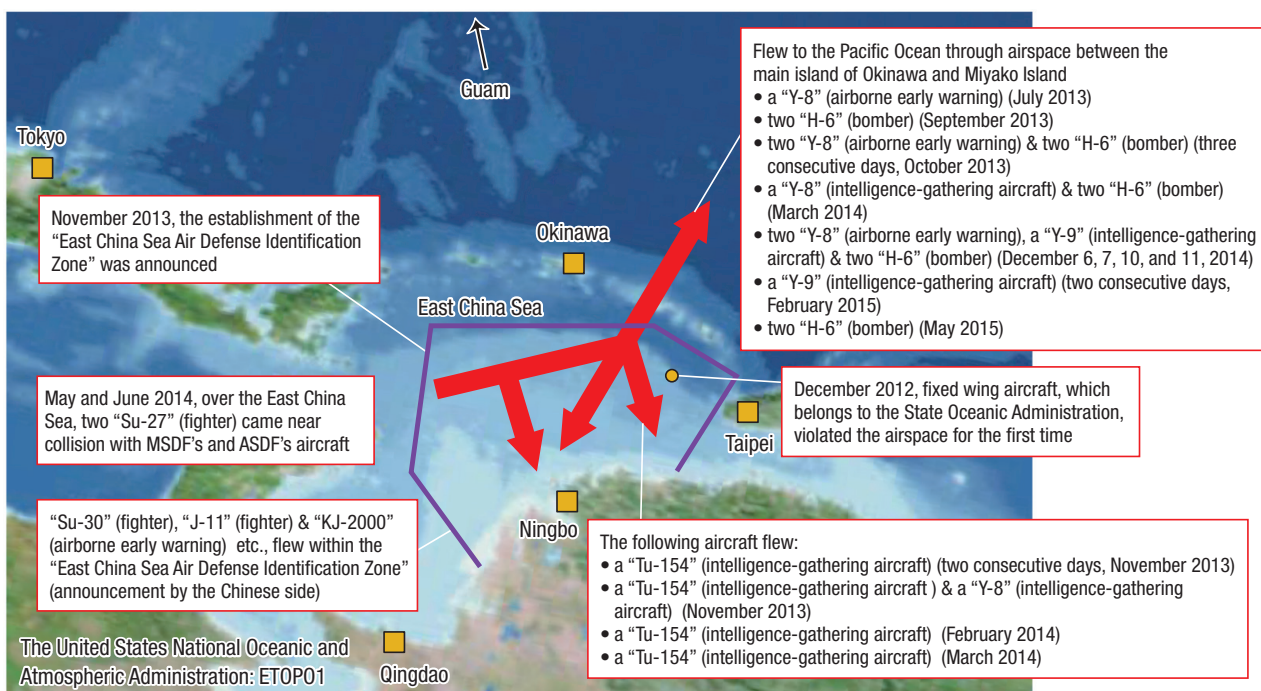 Guam
Tokyo
Flew to the Pacific Ocean through airspace between the
main island of Okinawa and Miyako Island
• a “Y-8” (airborne early warning) (July 2013)
• two “H-6” (bomber) (September 2013)
• two “Y-8” (airborne early warning) & two “H-6” (bomber) (three
consecutive days, October 2013)
• a “Y-8” (intelligence-gathering aircraft) & two “H-6” (bomber)
(March 2014)
• two “Y-8” (airborne early warning), a “Y-9” (intelligence-gathering
aircraft) & two “H-6” (bomber) (December 6, 7, 10, and 11, 2014)
• a “Y-9” (intelligence-gathering aircraft) (two consecutive days,
February 2015)
• two “H-6” (bomber) (May 2015)
November 2013, the establishment of the
“East China Sea Air Defense Identification
Zone” was announced
Okinawa
East China Sea
May and June 2014, over the East China
Sea, two “Su-27” (fighter) came near
collision with MSDF’s and ASDF’s aircraft
December 2012, fixed wing aircraft, which
belongs to the State Oceanic Administration,
violated the airspace for the first time
Taipei
Ningbo
“Su-30” (fighter), “J-11” (fighter) & “KJ-2000”
(airborne early warning) etc., flew within the
“East China Sea Air Defense Identification Zone”
(announcement by the Chinese side)
The following aircraft flew:
• a “Tu-154” (intelligence-gathering aircraft) (two consecutive days, November 2013)
• a “Tu-154” (intelligence-gathering aircraft ) & a “Y-8” (intelligence-gathering
aircraft) (November 2013)
• a “Tu-154” (intelligence-gathering aircraft) (February 2014)
• a “Tu-154” (intelligence-gathering aircraft) (March 2014)
The United States National Oceanic and
Atmospheric Administration: ETOPO1
Qingdao